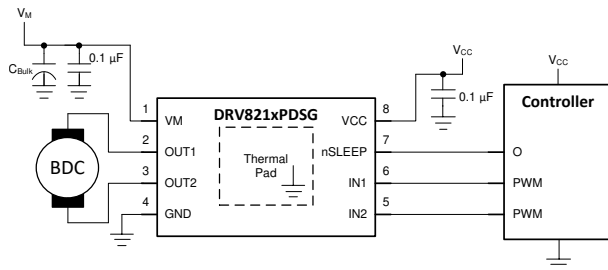 VM
CBulk
0.1 µF
DRV821xPDSG
Thermal
Pad
1
VM
2
OUT1
3
OUT2
4
GND
8
VCC
7
nSLEEP
6
IN1
5
IN2
BDC
VCC
0.1 µF
VCC
Controller
O
PWM
PWM